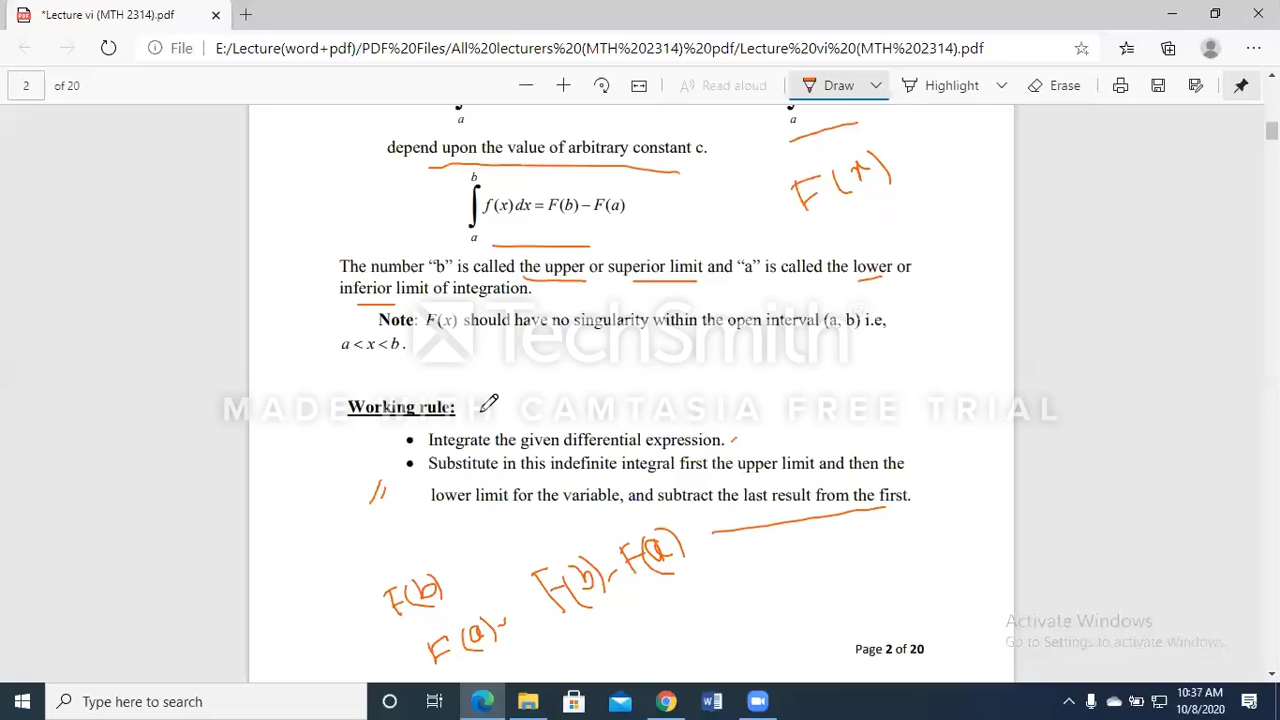 *Lecture vi (MTH 2314).pdf
File E:/Lecture(word+pdf)/PDF%20Files/All%20lecturers%20(MTH%202314)%20pdf/Lecture%20vi%20(MTH%202314).pdf
2 of 20 Read aloud Draw Highlight Erase
a a
depend upon the value of arbitrary constant c.
F(x)
b
∫ f(x)dx = F(b) − F(a)
a
The number “b” is called the upper or superior limit and “a” is called the lower or
inferior limit of integration.
Note: F(x) should have no singularity within the open interval (a, b) i.e,
a < x < b .
TechSmith
MADE WITH CAMTASIA FREE TRIAL
Working rule:
• Integrate the given differential expression.
• Substitute in this indefinite integral first the upper limit and then the
lower limit for the variable, and subtract the last result from the first.
F(b) - F(a)
F(b)
F(a)
Activate Windows
Go to Settings to activate Windows.
Page 2 of 20
Type here to search
10:37 AM
10/8/2020